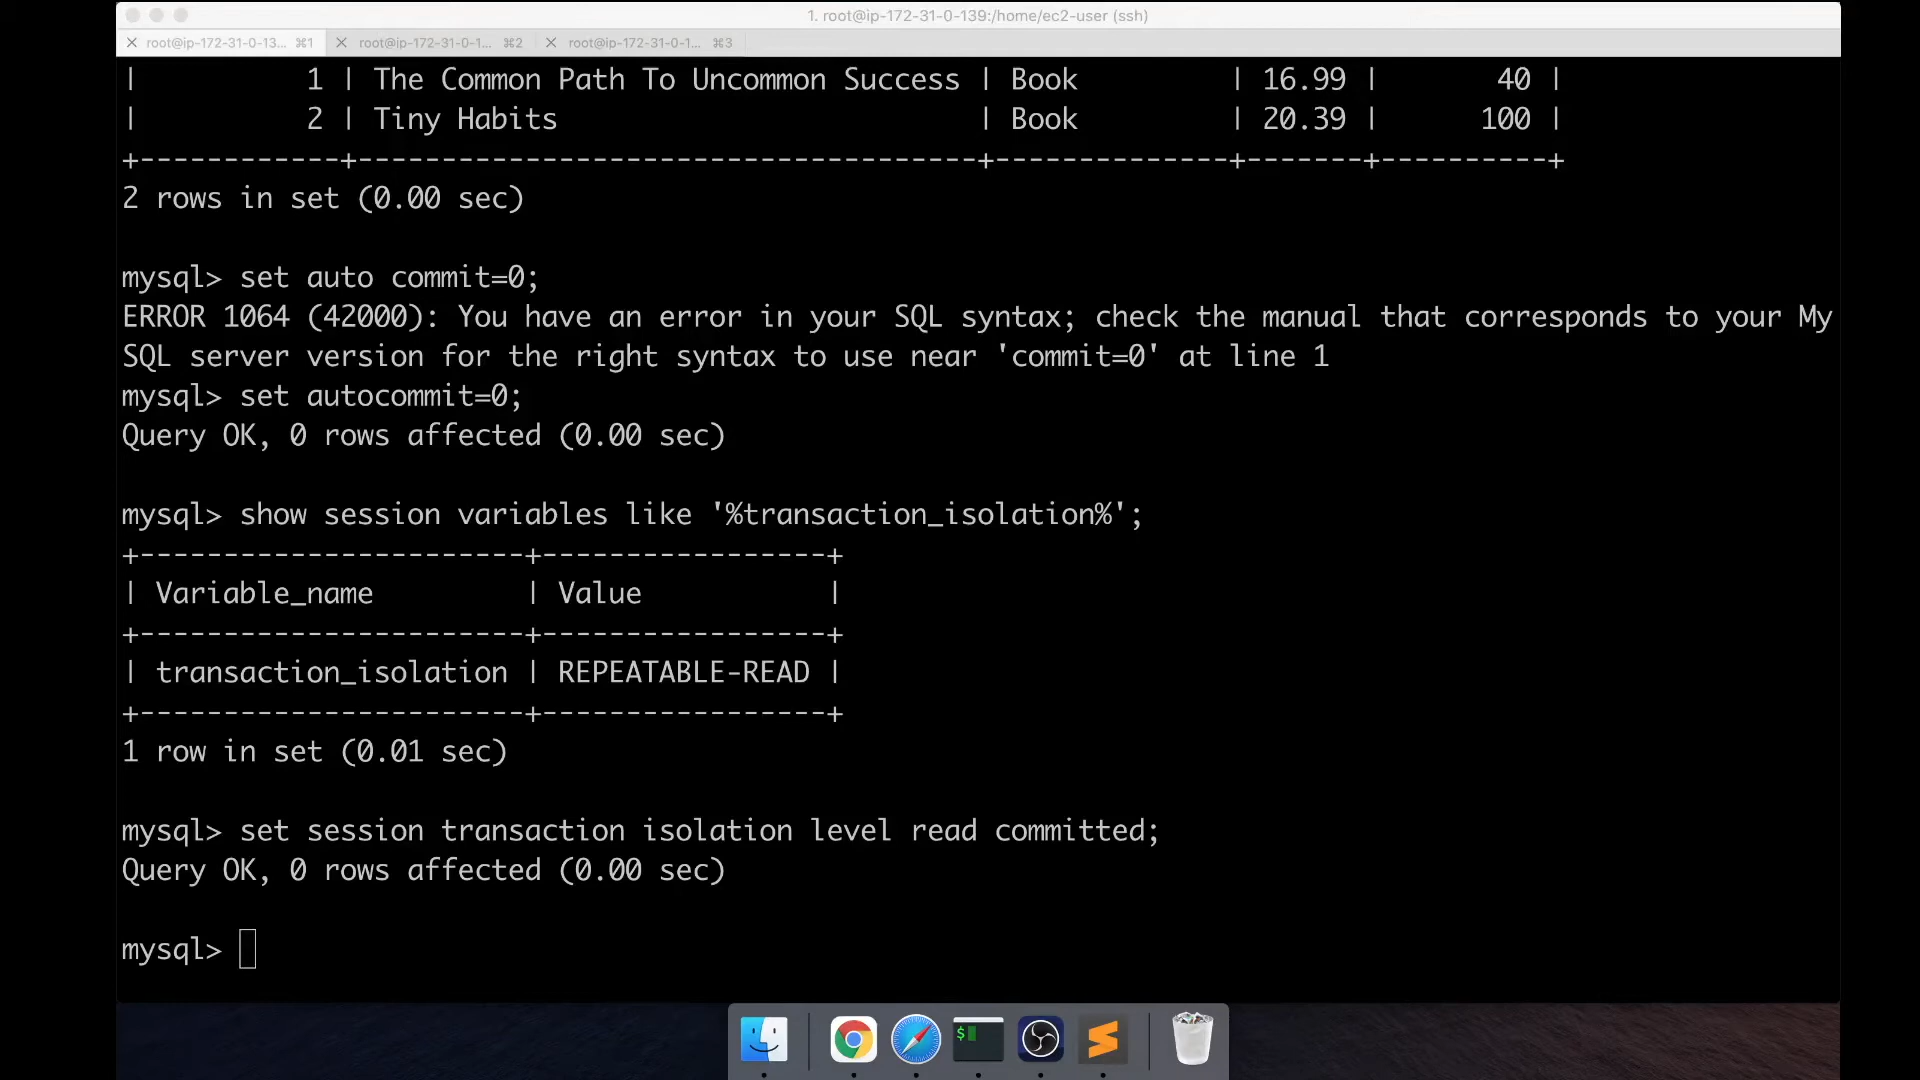 1. root@ip-172-31-0-139:/home/ec2-user (ssh)
root@ip-172-31-0-13... ⌘1 root@ip-172-31-0-1... ⌘2 root@ip-172-31-0-1... ⌘3
|          1 | The Common Path To Uncommon Success | Book         | 16.99 |       40 |
|          2 | Tiny Habits                         | Book         | 20.39 |      100 |
+------------+-------------------------------------+--------------+-------+----------+
2 rows in set (0.00 sec)
mysql> set auto commit=0;
ERROR 1064 (42000): You have an error in your SQL syntax; check the manual that corresponds to your My
SQL server version for the right syntax to use near 'commit=0' at line 1
mysql> set autocommit=0;
Query OK, 0 rows affected (0.00 sec)
mysql> show session variables like '%transaction_isolation%';
+-----------------------+-----------------+
| Variable_name         | Value           |
+-----------------------+-----------------+
| transaction_isolation | REPEATABLE-READ |
+-----------------------+-----------------+
1 row in set (0.01 sec)
mysql> set session transaction isolation level read committed;
Query OK, 0 rows affected (0.00 sec)
mysql>
$